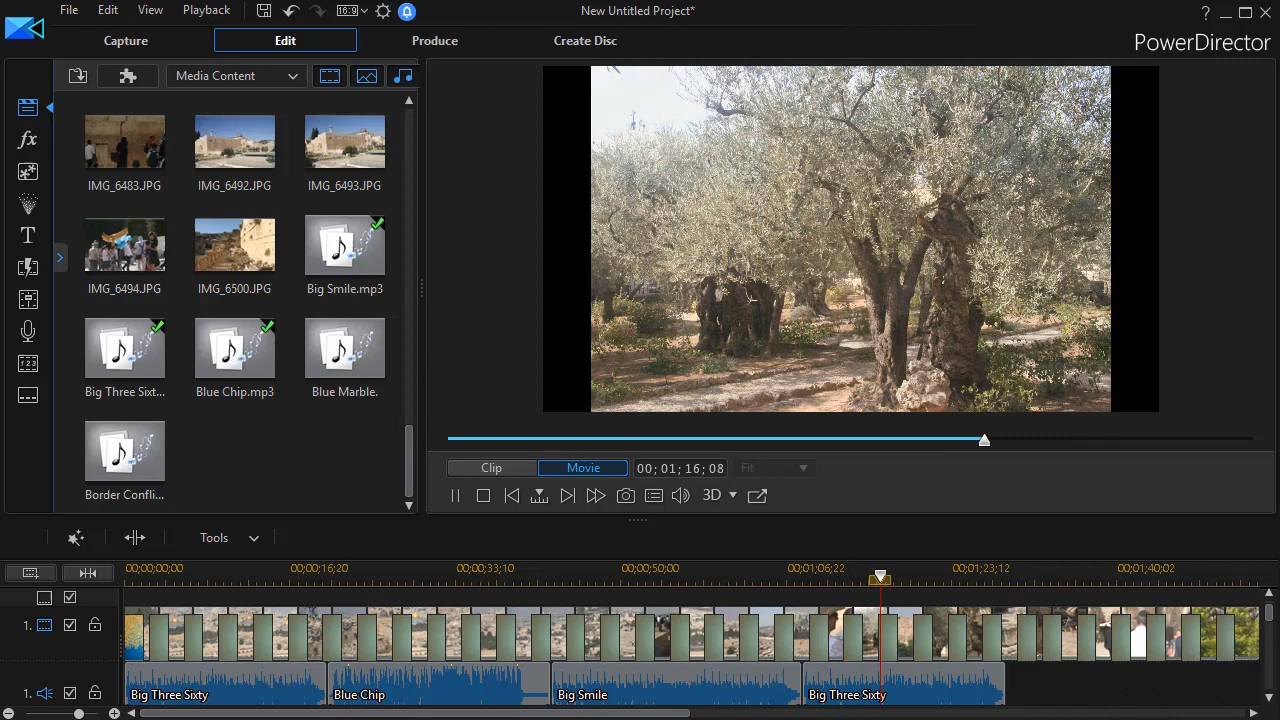 File Edit View Playback 16:9 New Untitled Project* ?
Capture Edit Produce Create Disc PowerDirector
Media Content
fx
IMG_6483.JPG IMG_6492.JPG IMG_6493.JPG
T
IMG_6494.JPG IMG_6500.JPG Big Smile.mp3
123
Big Three Sixt... Blue Chip.mp3 Blue Marble.
Border Confli...
Clip Movie 00; 01; 16; 08 Fit
3D
Tools
00;00;00;00 00;00;16;20 00;00;33;10 00;00;50;00 00;01;06;22 00;01;23;12 00;01;40;02
1.
1. Big Three Sixty Blue Chip Big Smile Big Three Sixty